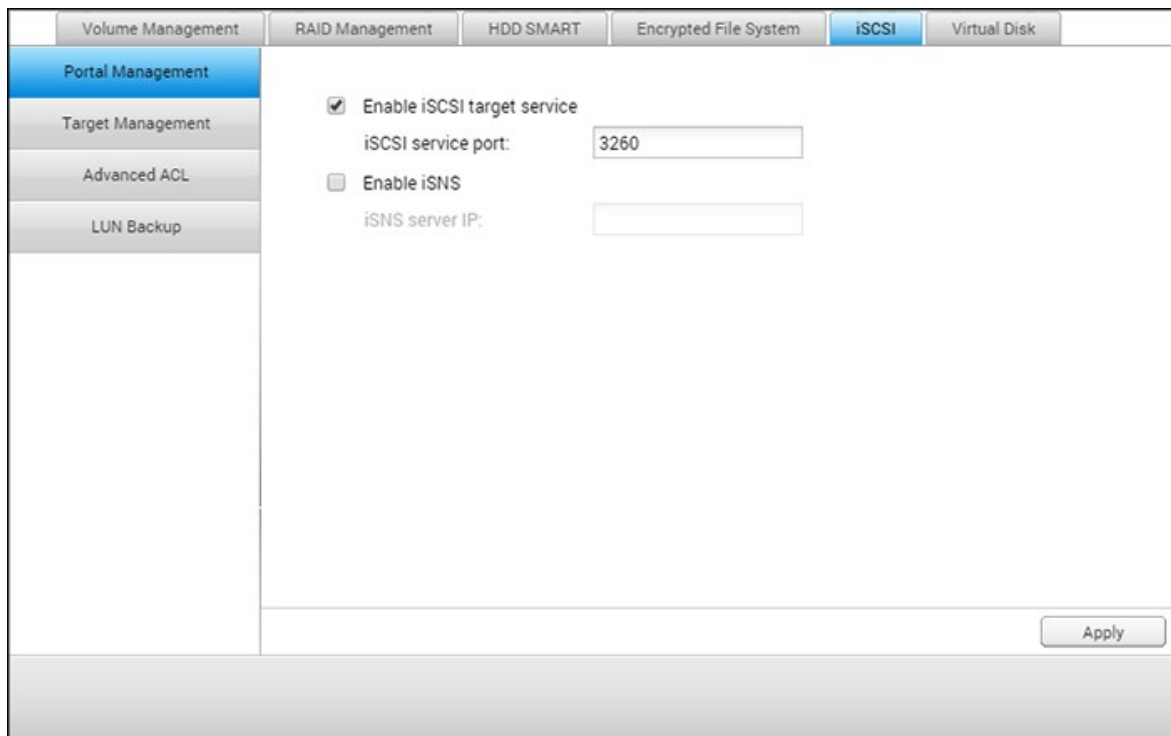 Volume Management
RAID Management
HDD SMART
Encrypted File System
iSCSI
Virtual Disk
Portal Management
Target Management
Advanced ACL
LUN Backup
Enable iSCSI target service
iSCSI service port: 3260
Enable iSNS
iSNS server IP:
Apply